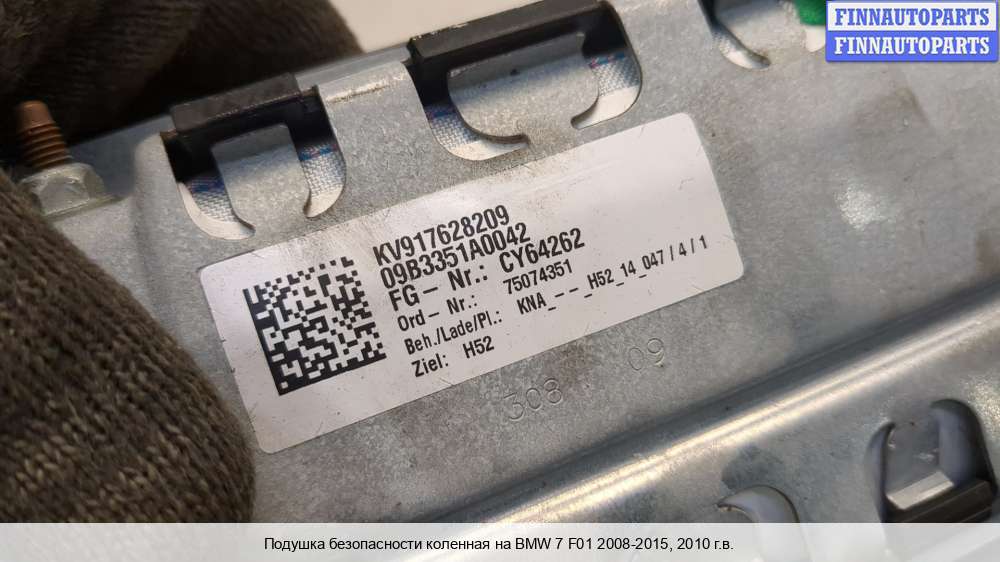 FINNAUTOPARTS
FINNAUTOPARTS
KV917628209
09B3351A0042
FG- Nr.: CY64262
Ord- Nr.: 75074351
Beh./Lade/Pl.: KNA_--_H52_14_047/4/1
Ziel: H52
308 09
Подушка безопасности коленная на BMW 7 F01 2008-2015, 2010 г.в.